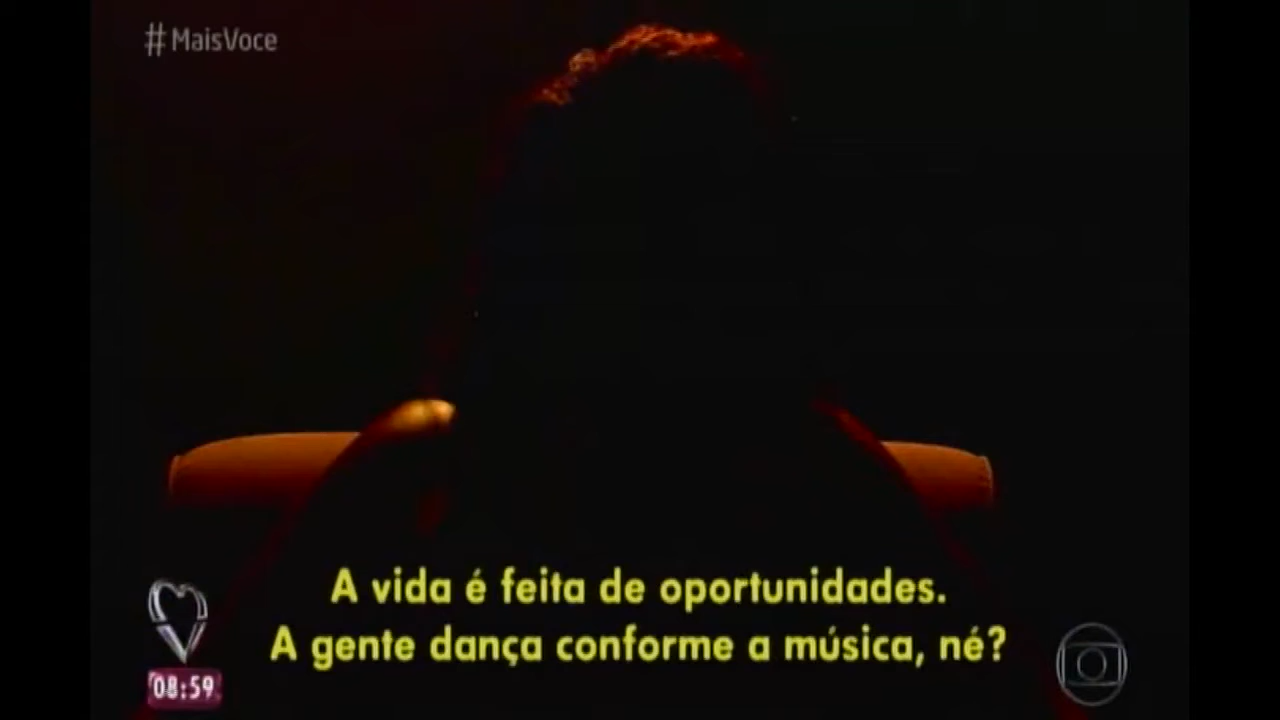 #MaisVoce
A vida é feita de oportunidades.
A gente dança conforme a música, né?
08:59